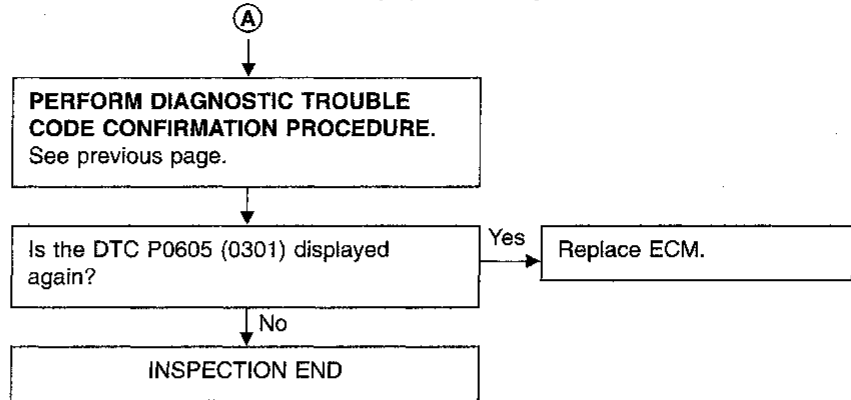 A
PERFORM DIAGNOSTIC TROUBLE
CODE CONFIRMATION PROCEDURE.
See previous page.
Is the DTC P0605 (0301) displayed
again?
Yes
Replace ECM.
No
INSPECTION END